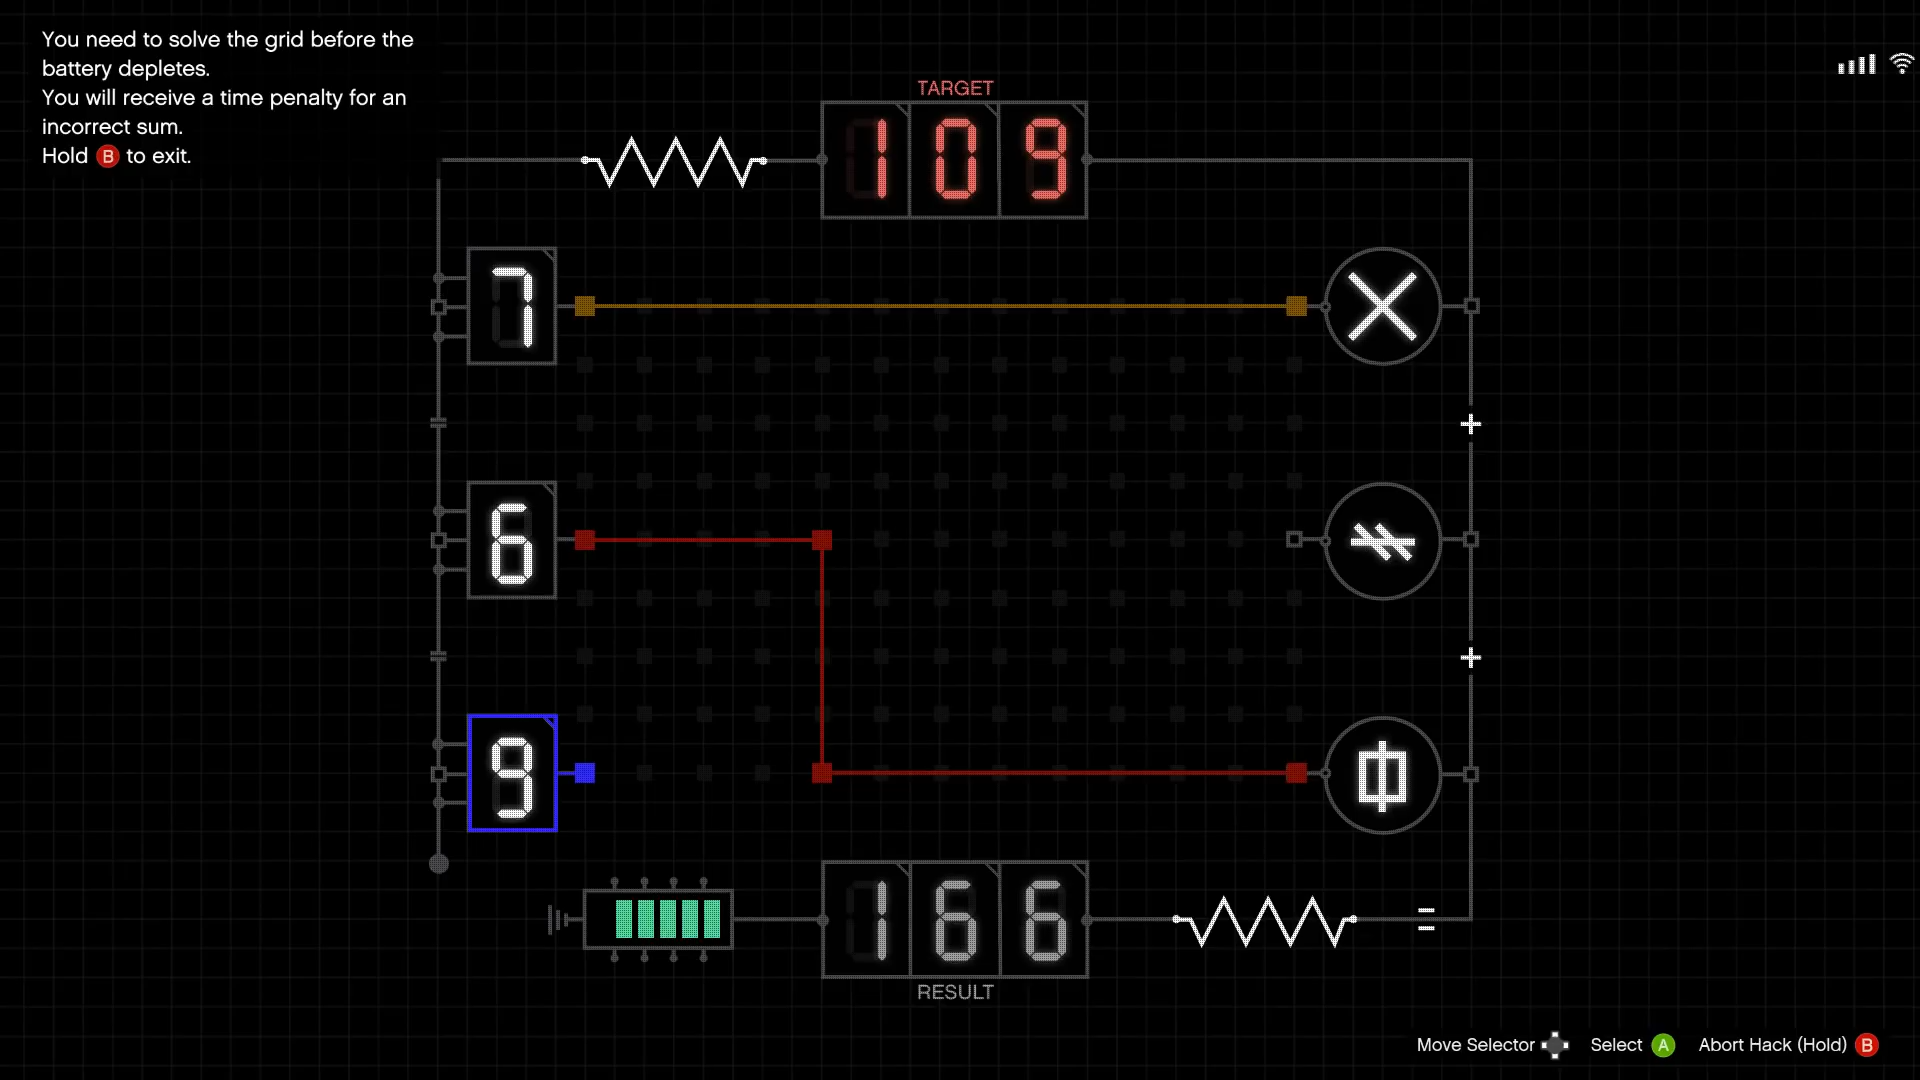 You need to solve the grid before the
battery depletes.
You will receive a time penalty for an
incorrect sum.
Hold B to exit.
TARGET
109
7
6
+
+
9
166
=
RESULT
Move Selector Select A Abort Hack (Hold) B